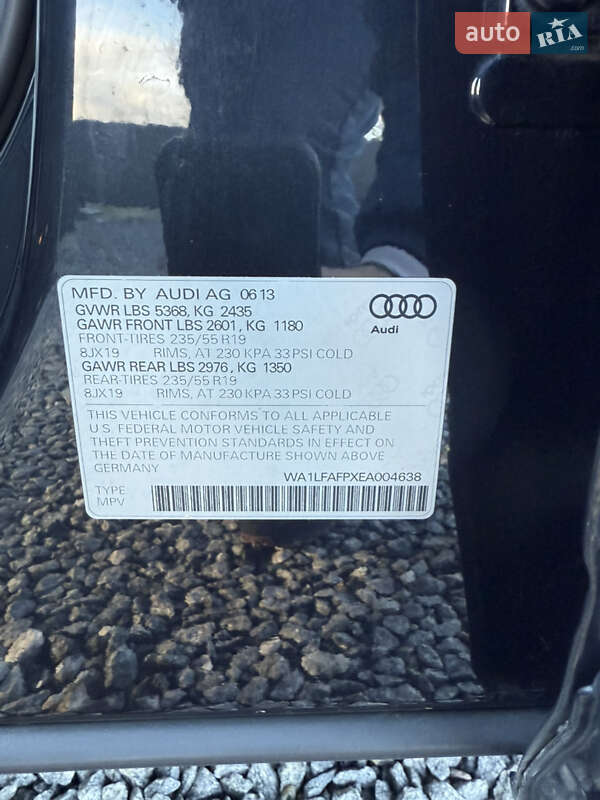 auto RIA.com
MFD. BY AUDI AG 06 13
GVWR LBS 5368, KG 2435
GAWR FRONT LBS 2601, KG 1180
FRONT-TIRES 235/55 R19
8JX19 RIMS, AT 230 KPA 33 PSI COLD
GAWR REAR LBS 2976, KG 1350
REAR-TIRES 235/55 R19
8JX19 RIMS, AT 230 KPA 33 PSI COLD
Audi
THIS VEHICLE CONFORMS TO ALL APPLICABLE
U.S. FEDERAL MOTOR VEHICLE SAFETY AND
THEFT PREVENTION STANDARDS IN EFFECT ON
THE DATE OF MANUFACTURE SHOWN ABOVE
GERMANY
WA1LFAFPXEA004638
TYPE
MPV